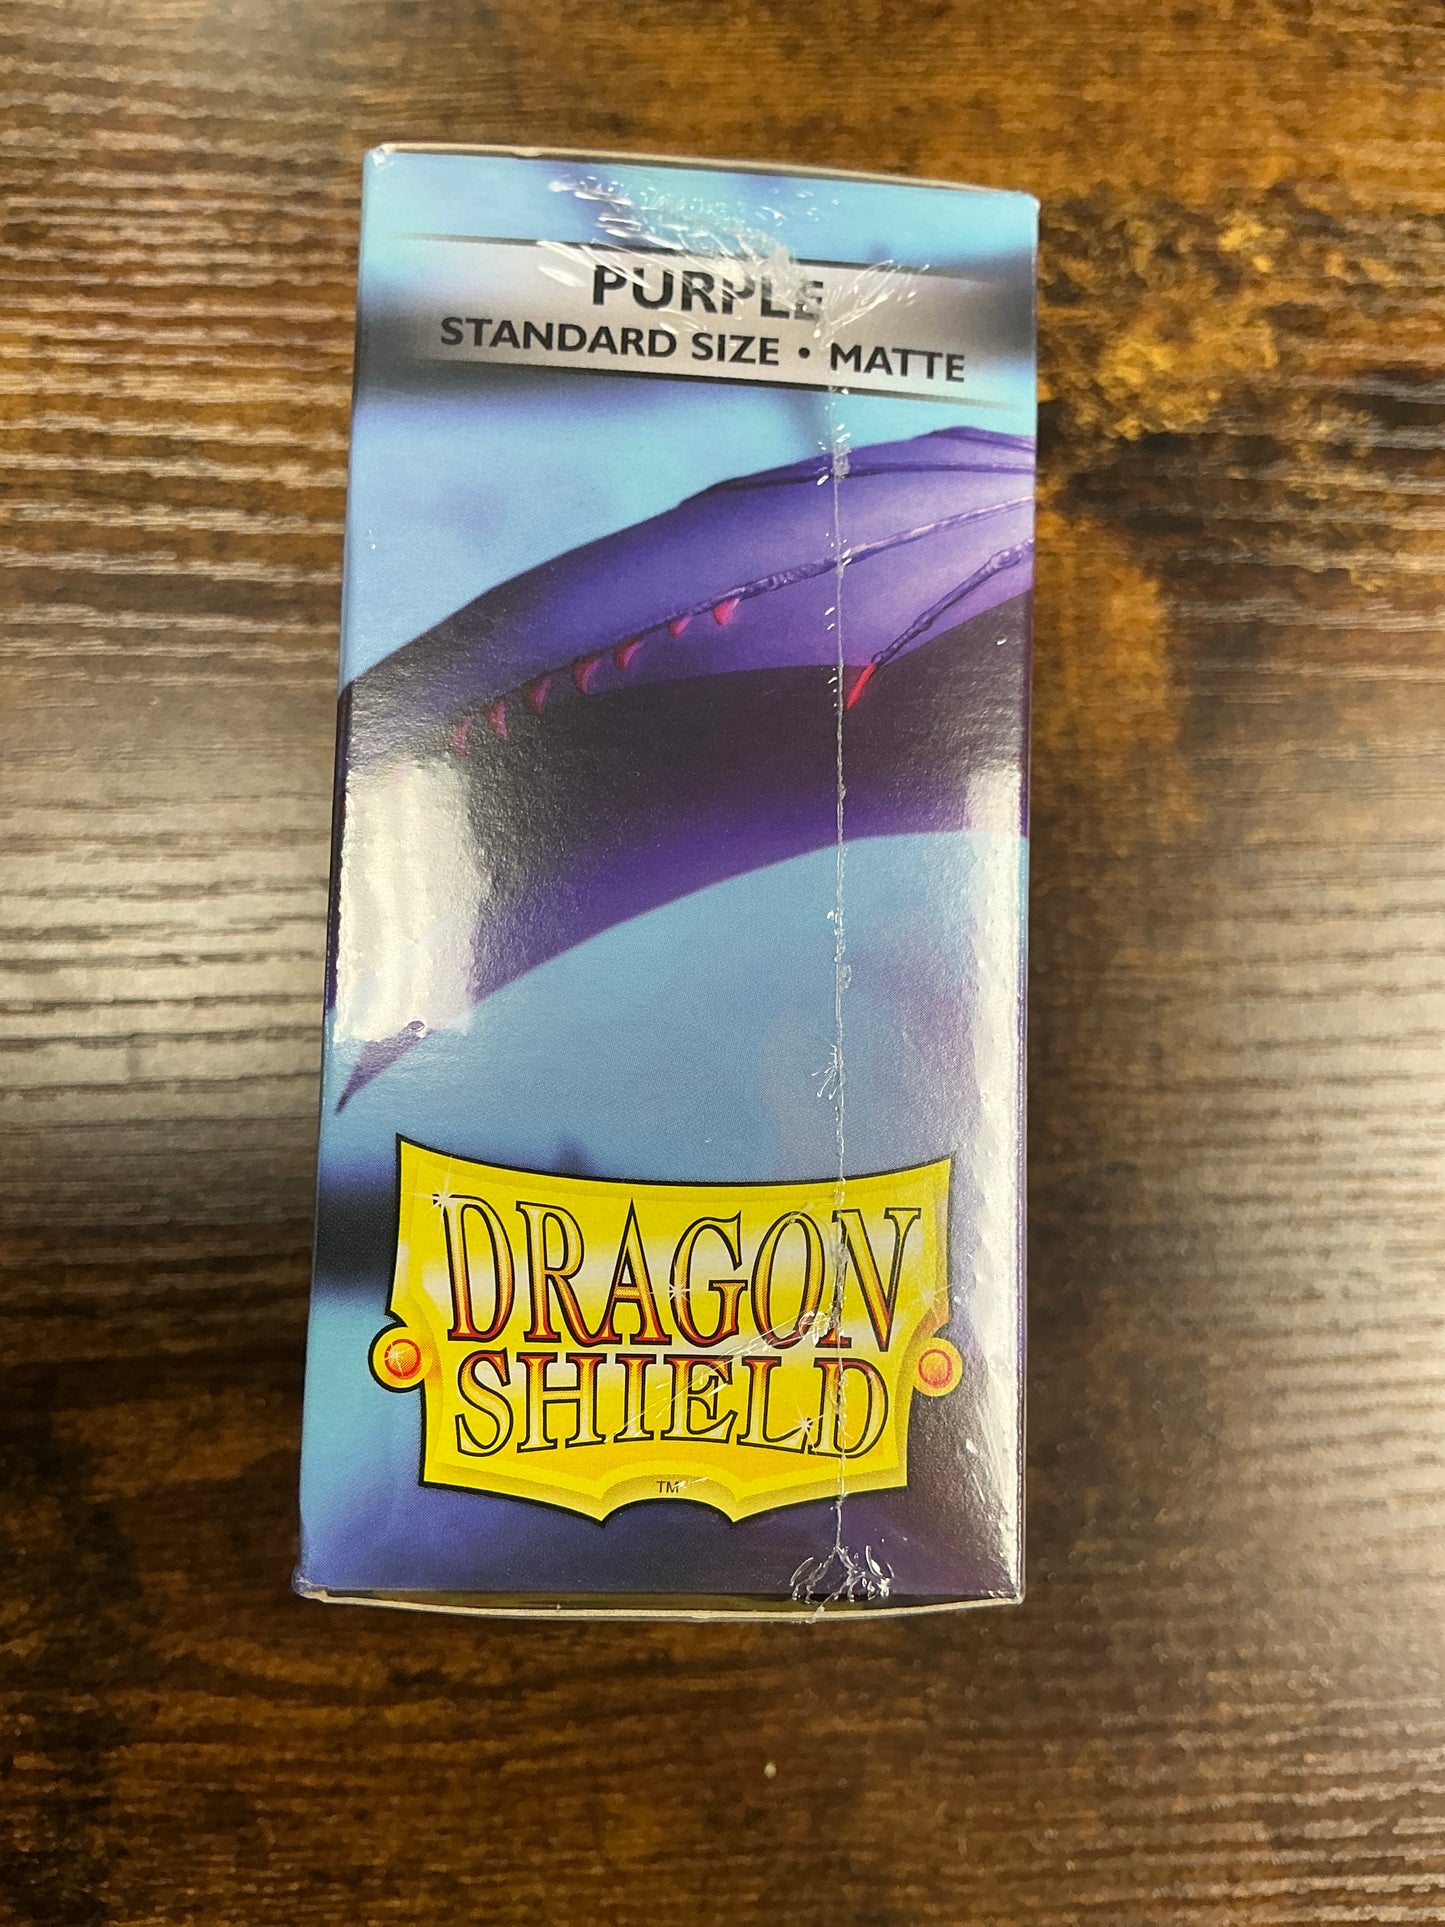 PURPLE
STANDARD SIZE • MATTE
DRAGON
SHIELD
TM